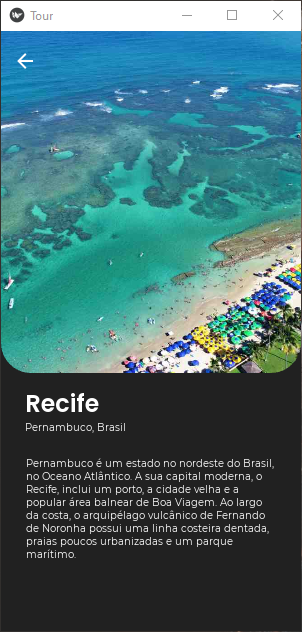 Tour
Recife
Pernambuco, Brasil
Pernambuco é um estado no nordeste do Brasil,
no Oceano Atlântico. A sua capital moderna, o
Recife, inclui um porto, a cidade velha e a
popular área balnear de Boa Viagem. Ao largo
da costa, o arquipélago vulcânico de Fernando
de Noronha possui uma linha costeira dentada,
praias poucos urbanizadas e um parque
marítimo.